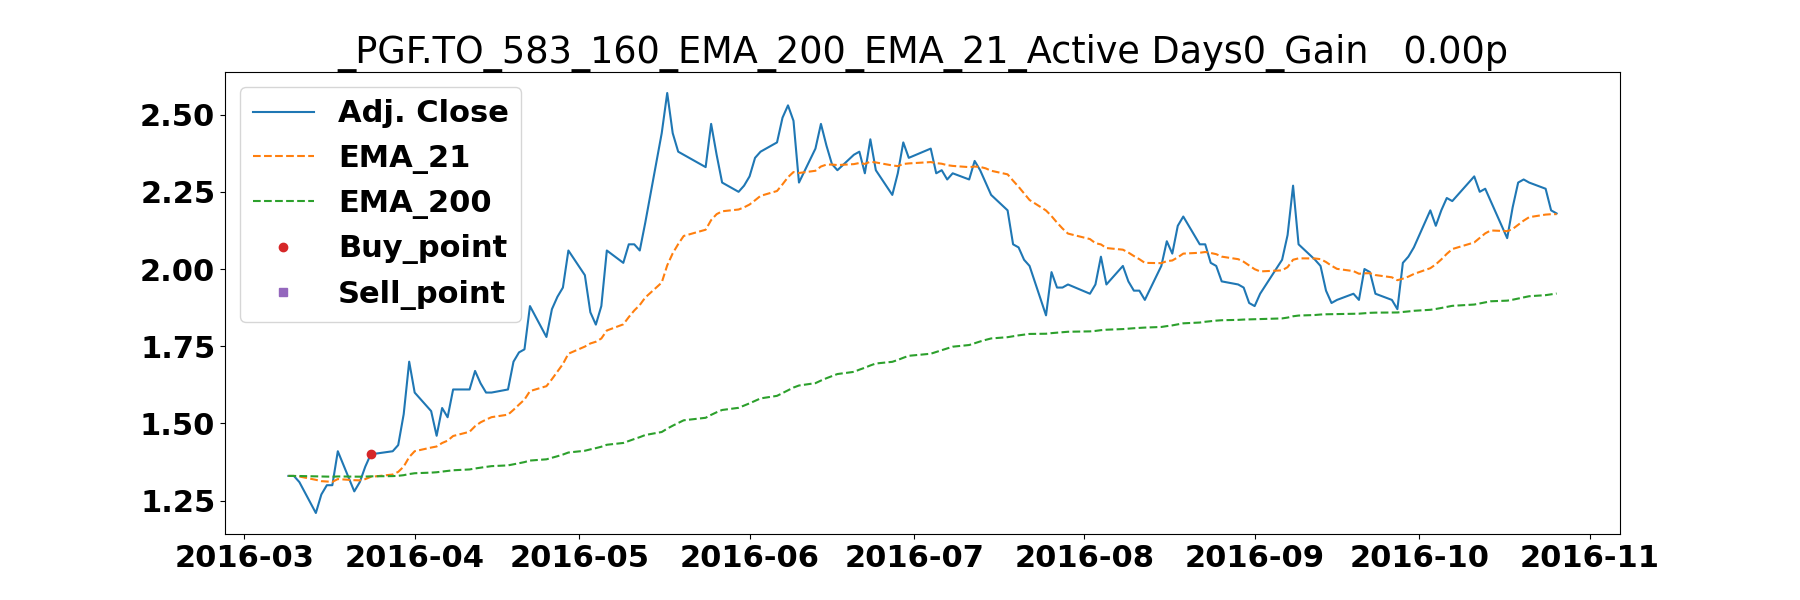 _PGF.TO_583_160_EMA_200_EMA_21_Active Days0_Gain   0.00p
Adj. Close
EMA_21
EMA_200
Buy_point
Sell_point
2.50
2.25
2.00
1.75
1.50
1.25
2016-03 2016-04 2016-05 2016-06 2016-07 2016-08 2016-09 2016-10 2016-11